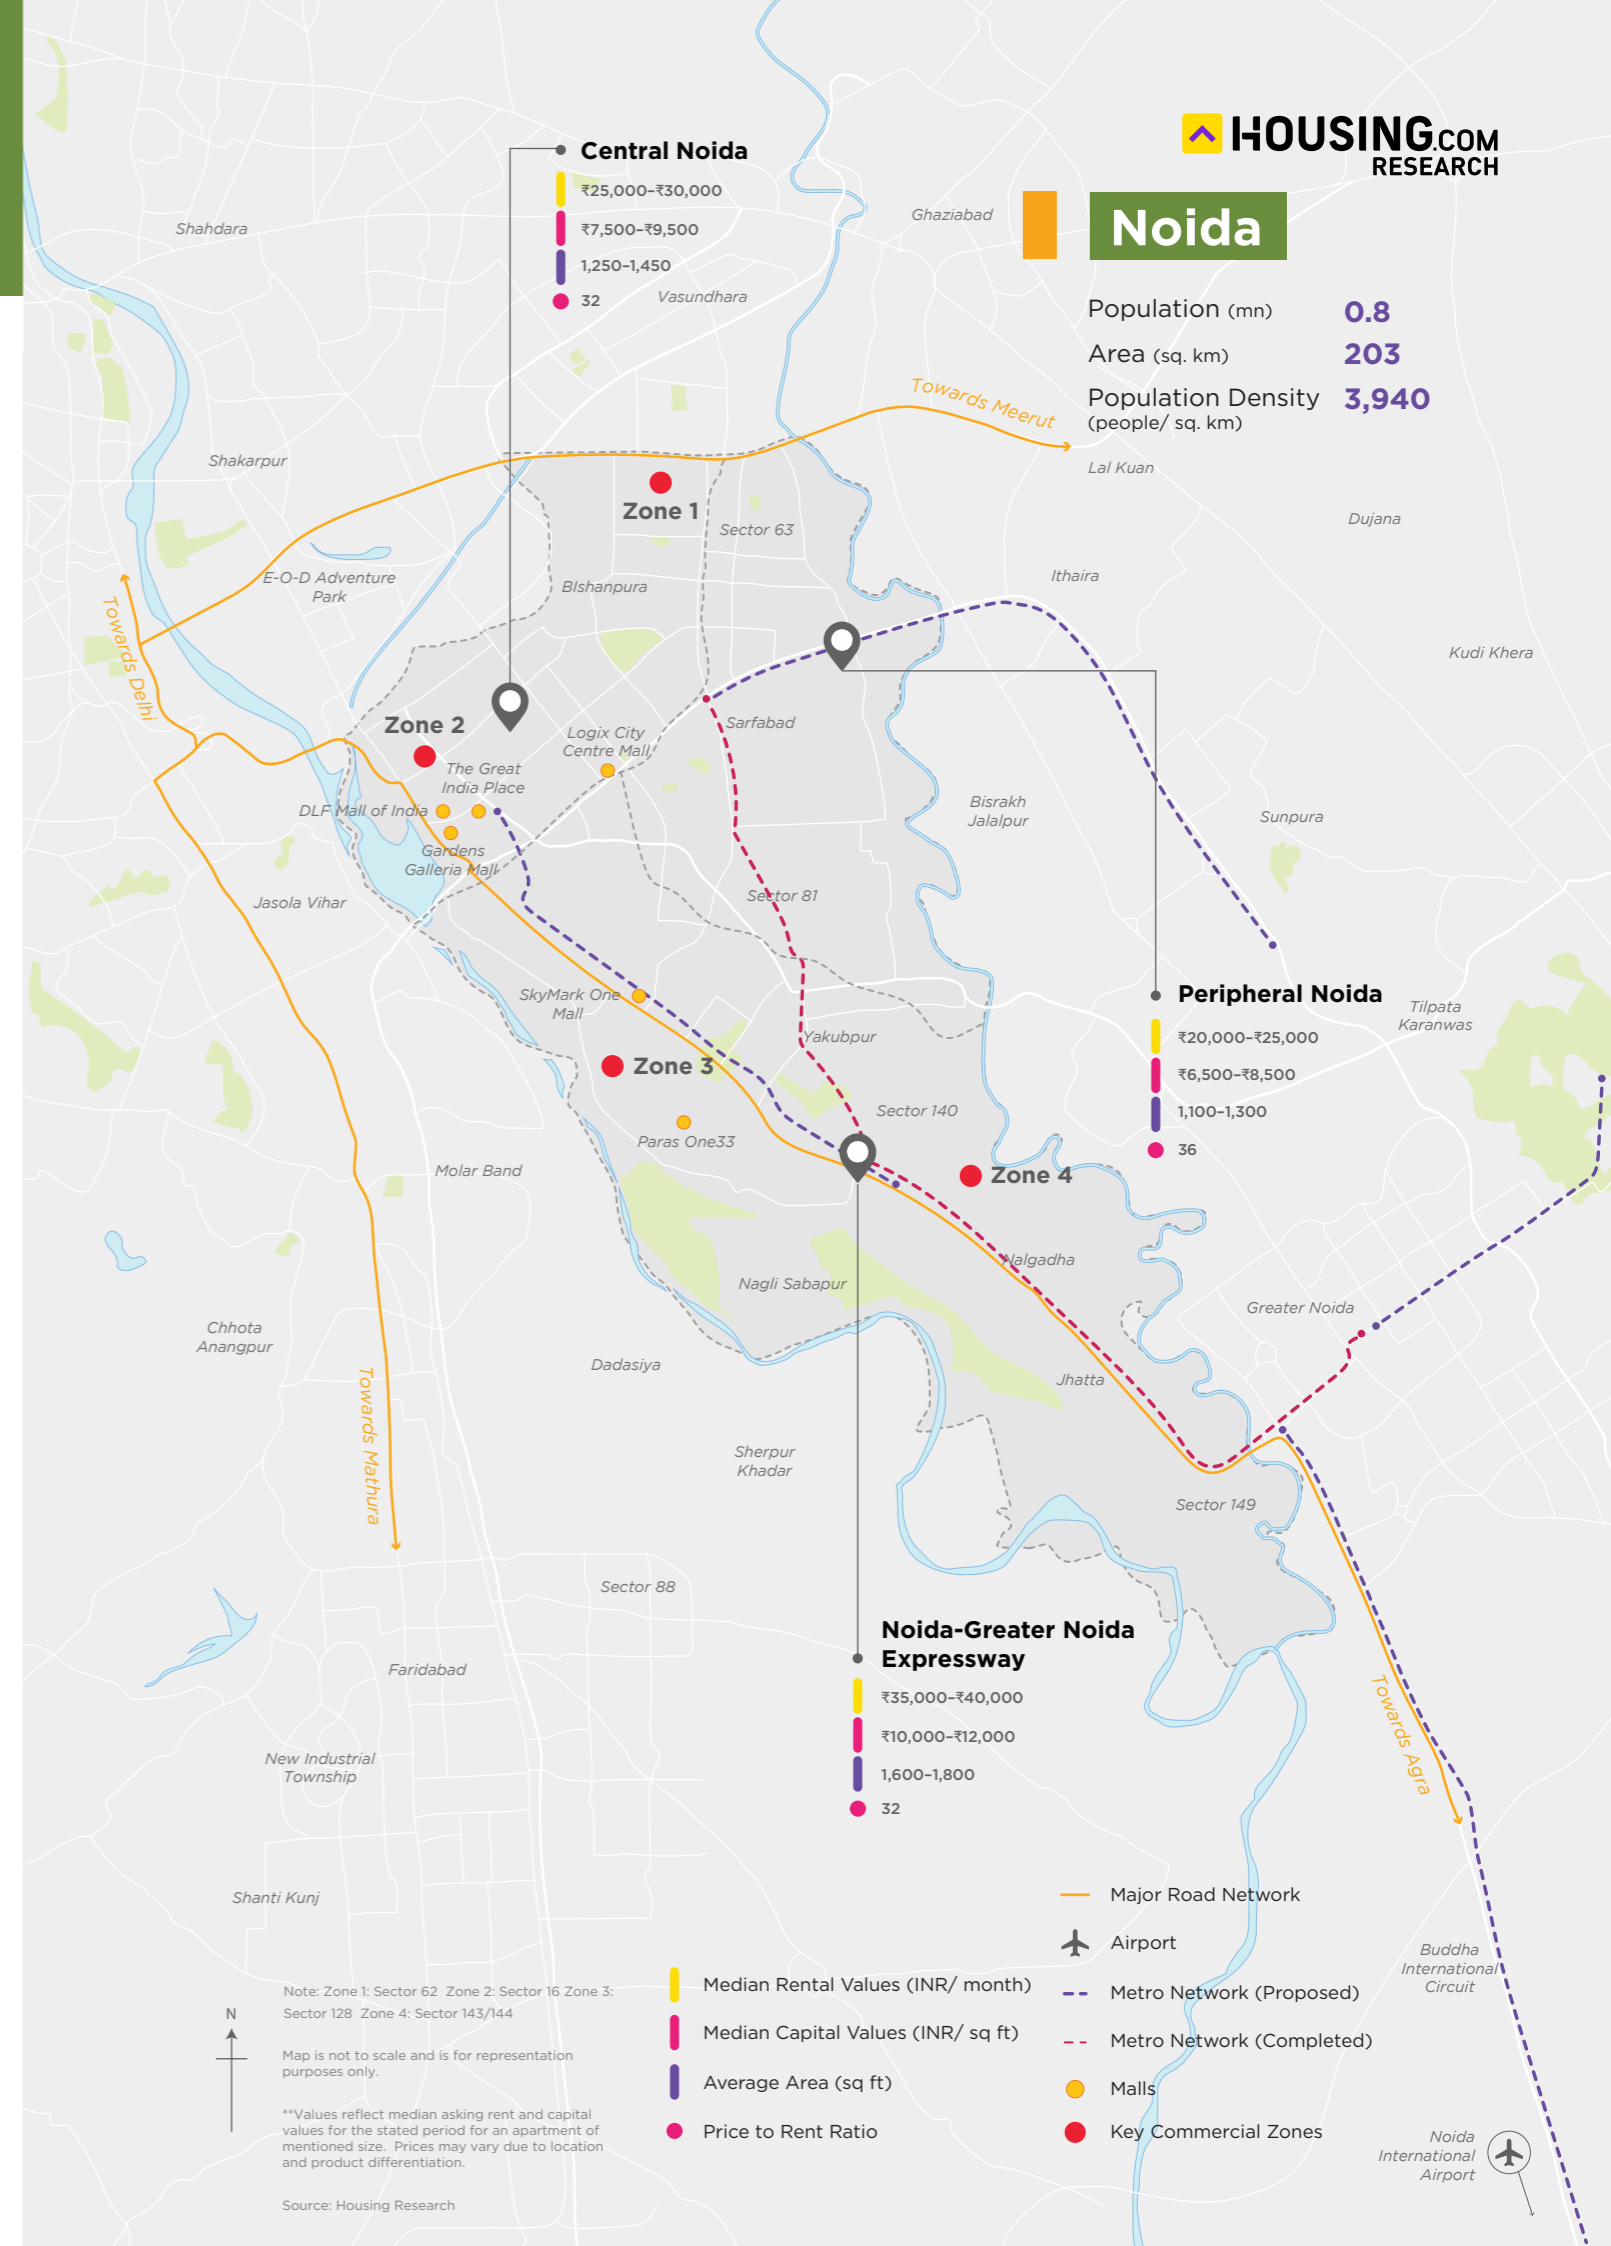 HOUSING.COM
RESEARCH
Noida
Population (mn) 0.8
Area (sq. km) 203
Population Density 3,940
(people/ sq. km)
Central Noida
₹25,000–₹30,000
₹7,500–₹9,500
1,250–1,450
32
Shahdara
Ghaziabad
Vasundhara
Towards Meerut
Lal Kuan
Shakarpur
Zone 1
Sector 63
Dujana
E-O-D Adventure
Park
BIshanpura
Ithaira
Towards Delhi
Kudi Khera
Zone 2
Logix City
Centre Mall
Sarfabad
The Great
India Place
DLF Mall of India
Gardens
Galleria Mall
Bisrakh
Jalalpur
Sunpura
Jasola Vihar
Sector 81
SkyMark One
Mall
Peripheral Noida
₹20,000–₹25,000
₹6,500–₹8,500
1,100–1,300
36
Tilpata
Karanwas
Yakubpur
Zone 3
Sector 140
Paras One33
Molar Band
Zone 4
Nalgadha
Nagli Sabapur
Greater Noida
Chhota
Anangpur
Dadasiya
Jhatta
Towards Mathura
Sherpur
Khadar
Sector 149
Sector 88
Noida-Greater Noida
Expressway
₹35,000–₹40,000
₹10,000–₹12,000
1,600–1,800
32
Faridabad
Towards Agra
New Industrial
Township
Shanti Kunj
Buddha
International
Circuit
Noida
International
Airport
N
Note: Zone 1: Sector 62 Zone 2: Sector 16 Zone 3:
Sector 128 Zone 4: Sector 143/144
Map is not to scale and is for representation
purposes only.
**Values reflect median asking rent and capital
values for the stated period for an apartment of
mentioned size. Prices may vary due to location
and product differentiation.
Source: Housing Research
Median Rental Values (INR/ month)
Median Capital Values (INR/ sq ft)
Average Area (sq ft)
Price to Rent Ratio
Major Road Network
Airport
Metro Network (Proposed)
Metro Network (Completed)
Malls
Key Commercial Zones